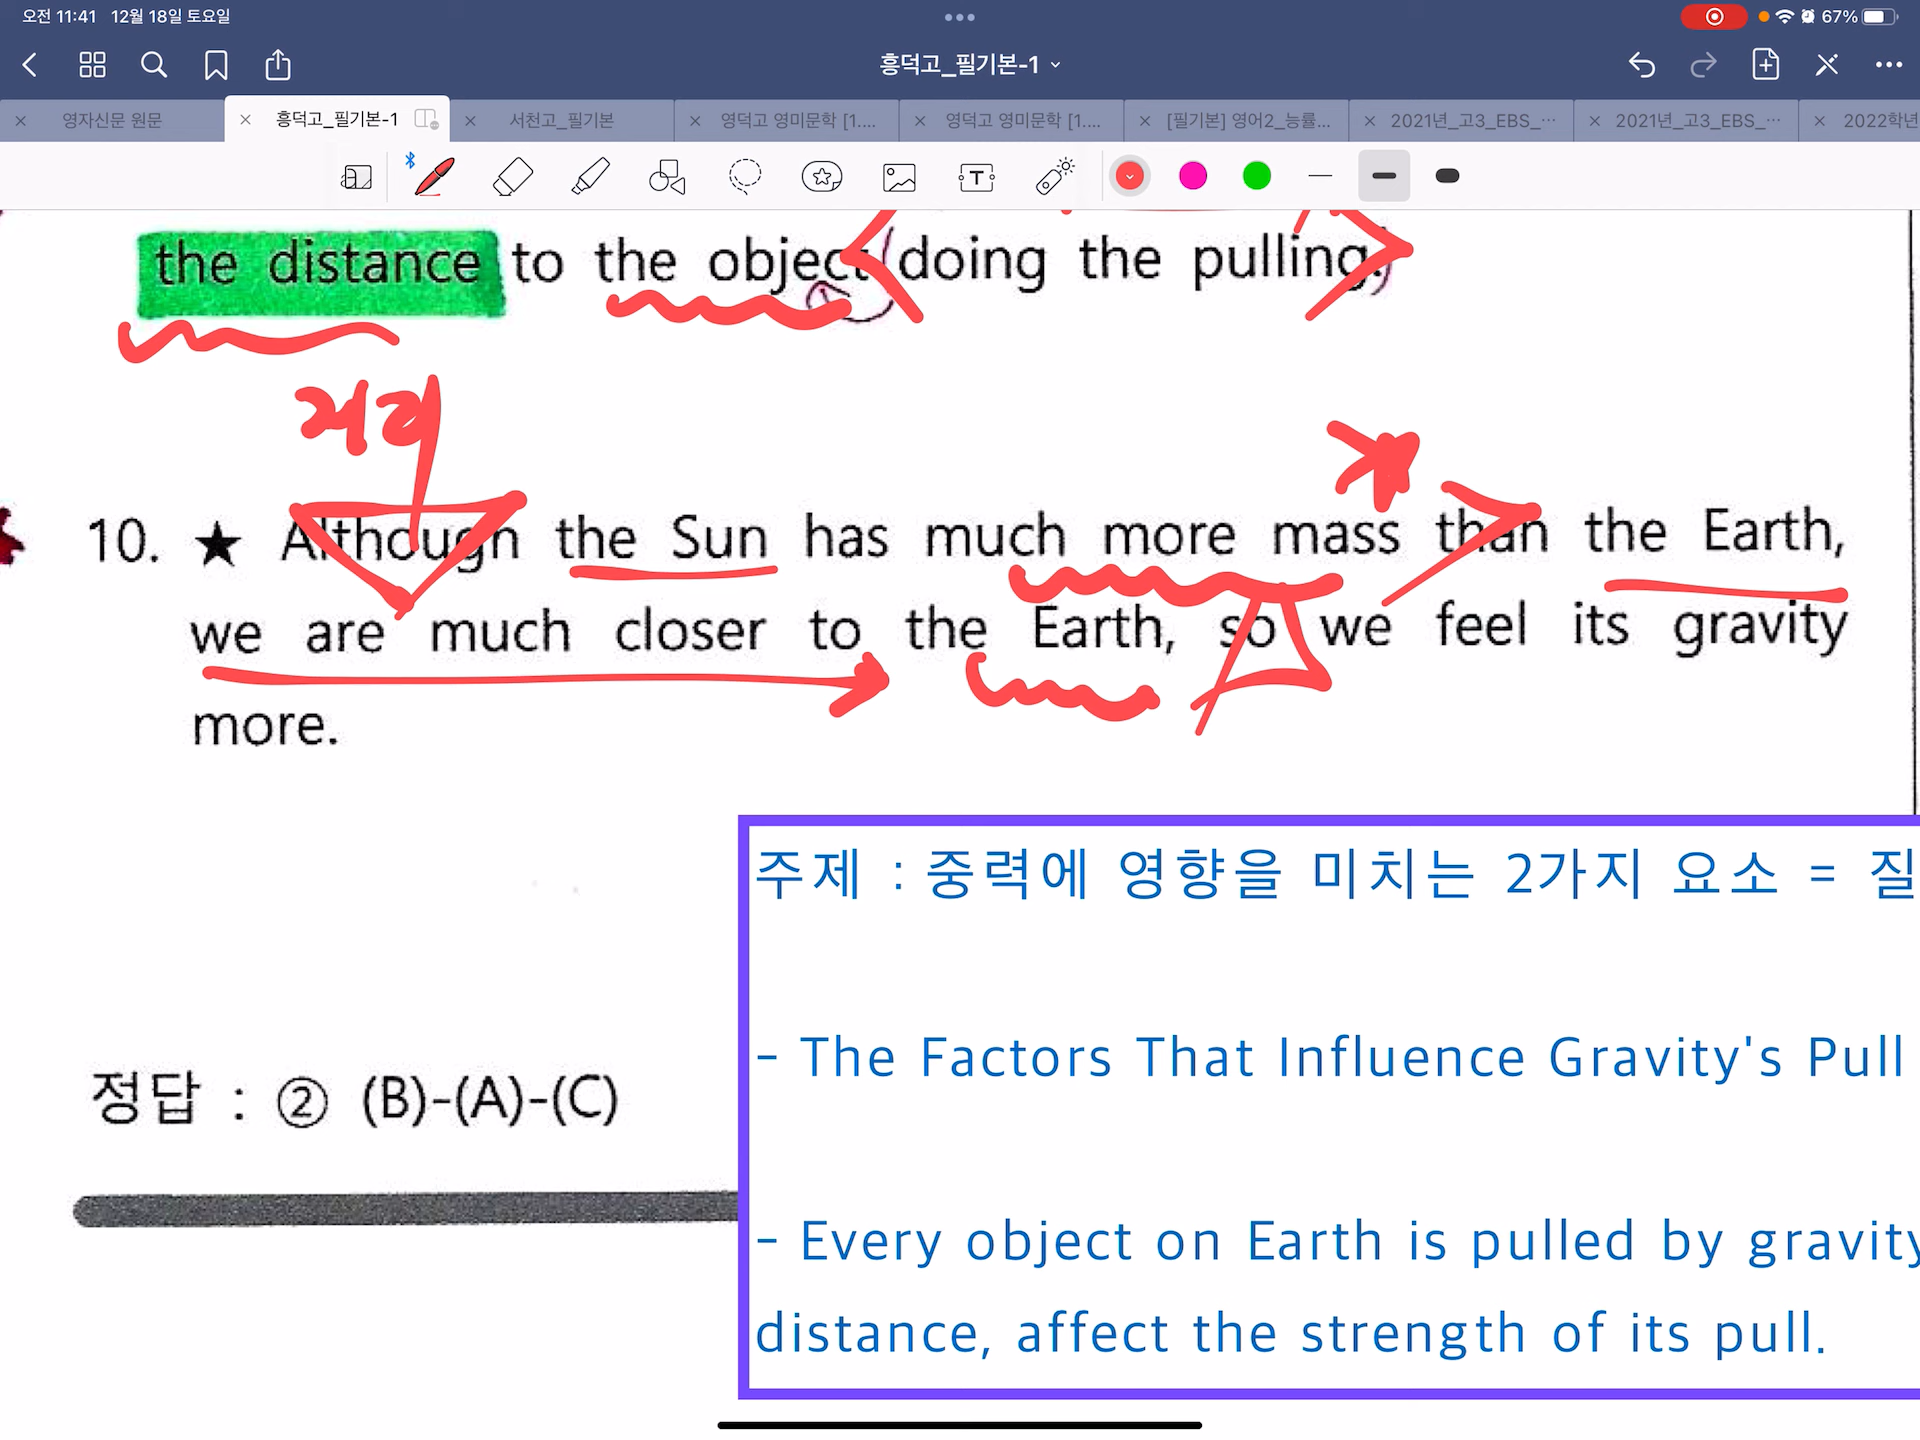 오전 11:41 12월 18일 토요일
67%
흥덕고_필기본-1
영자신문 원문
흥덕고_필기본-1
서천고_필기본
영덕고 영미문학 [1....
영덕고 영미문학 [1....
[필기본] 영어2_능률...
2021년_고3_EBS_...
2021년_고3_EBS_...
2022학년
the distance to the object (doing the pulling.)
거리
10. ★ Although the Sun has much more mass than the Earth,
we are much closer to the Earth, so we feel its gravity
more.
주제 : 중력에 영향을 미치는 2가지 요소 = 질
- The Factors That Influence Gravity's Pull
정답 : ② (B)-(A)-(C)
- Every object on Earth is pulled by gravity
distance, affect the strength of its pull.